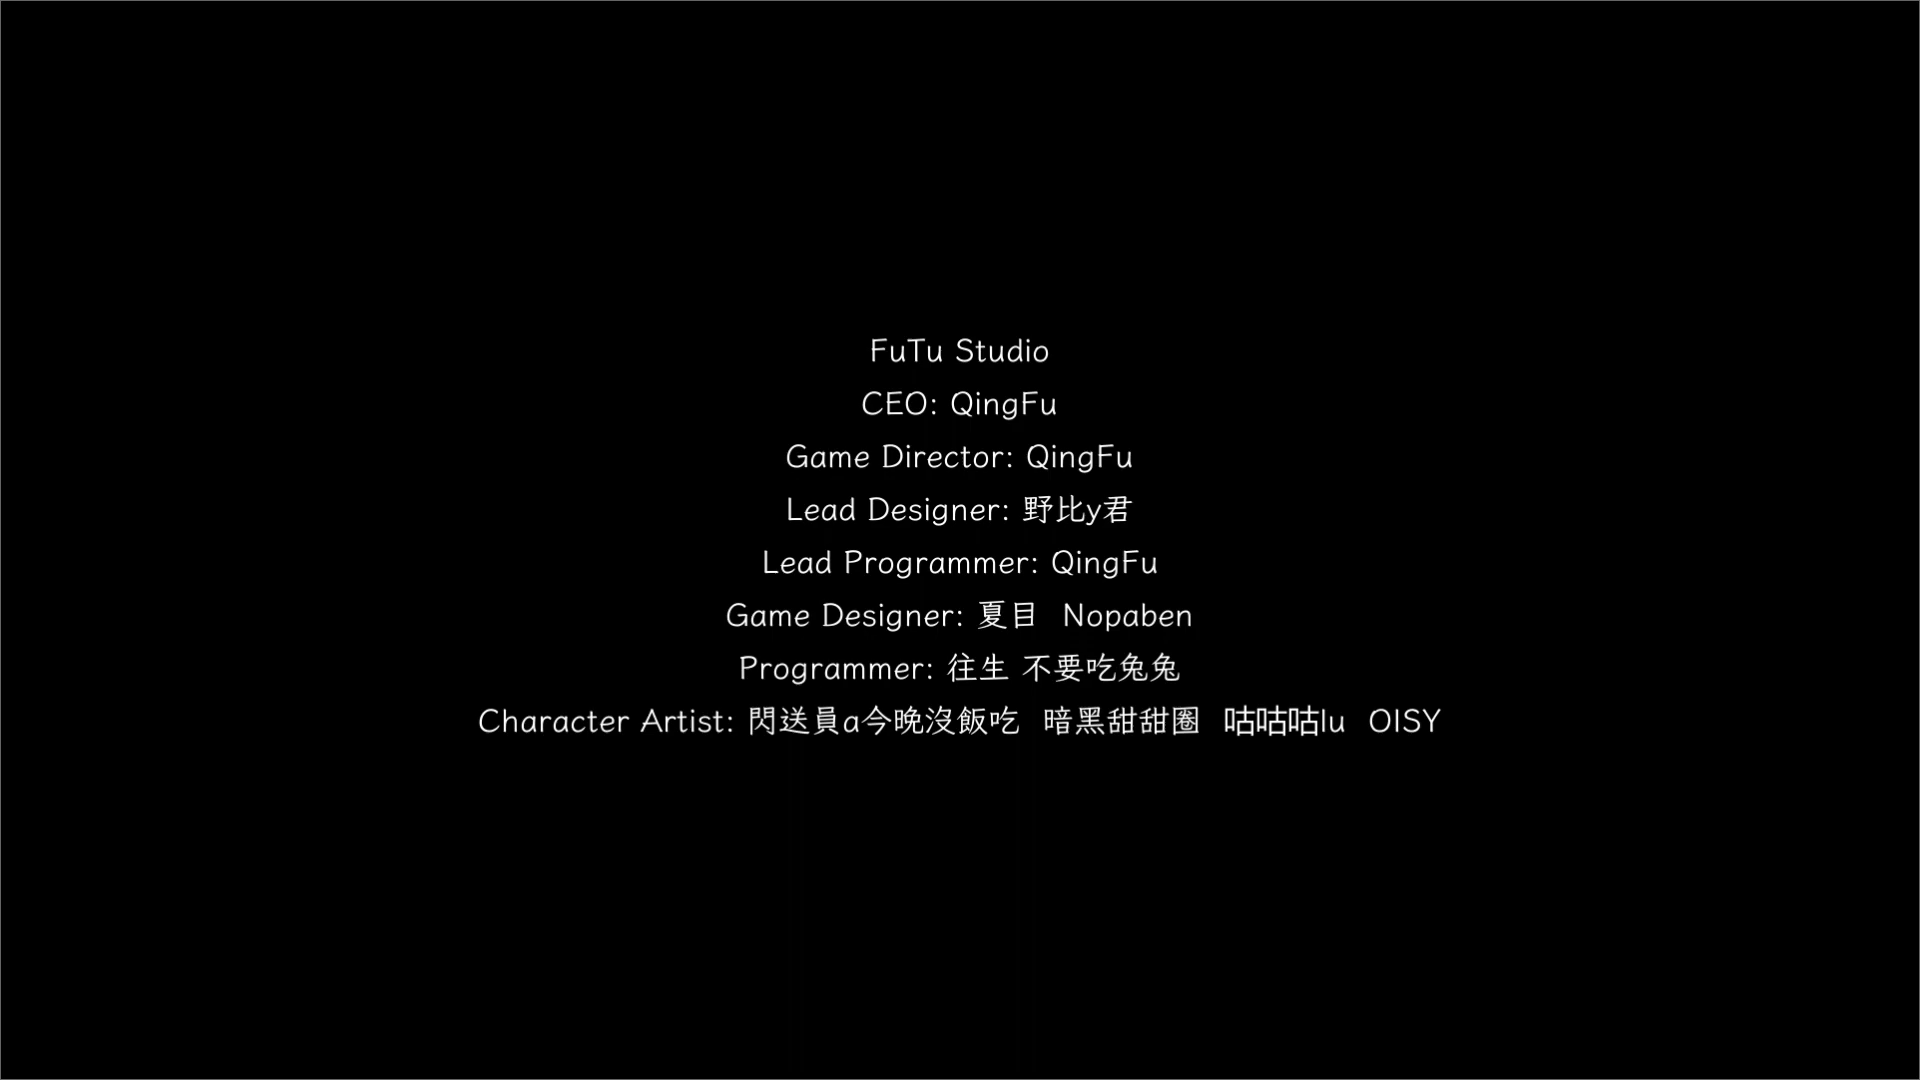 FuTu Studio
CEO: QingFu
Game Director: QingFu
Lead Designer: 野比y君
Lead Programmer: QingFu
Game Designer: 夏目  Nopaben
Programmer: 往生 不要吃兔兔
Character Artist: 閃送員a今晚沒飯吃  暗黑甜甜圈  咕咕咕lu  OISY